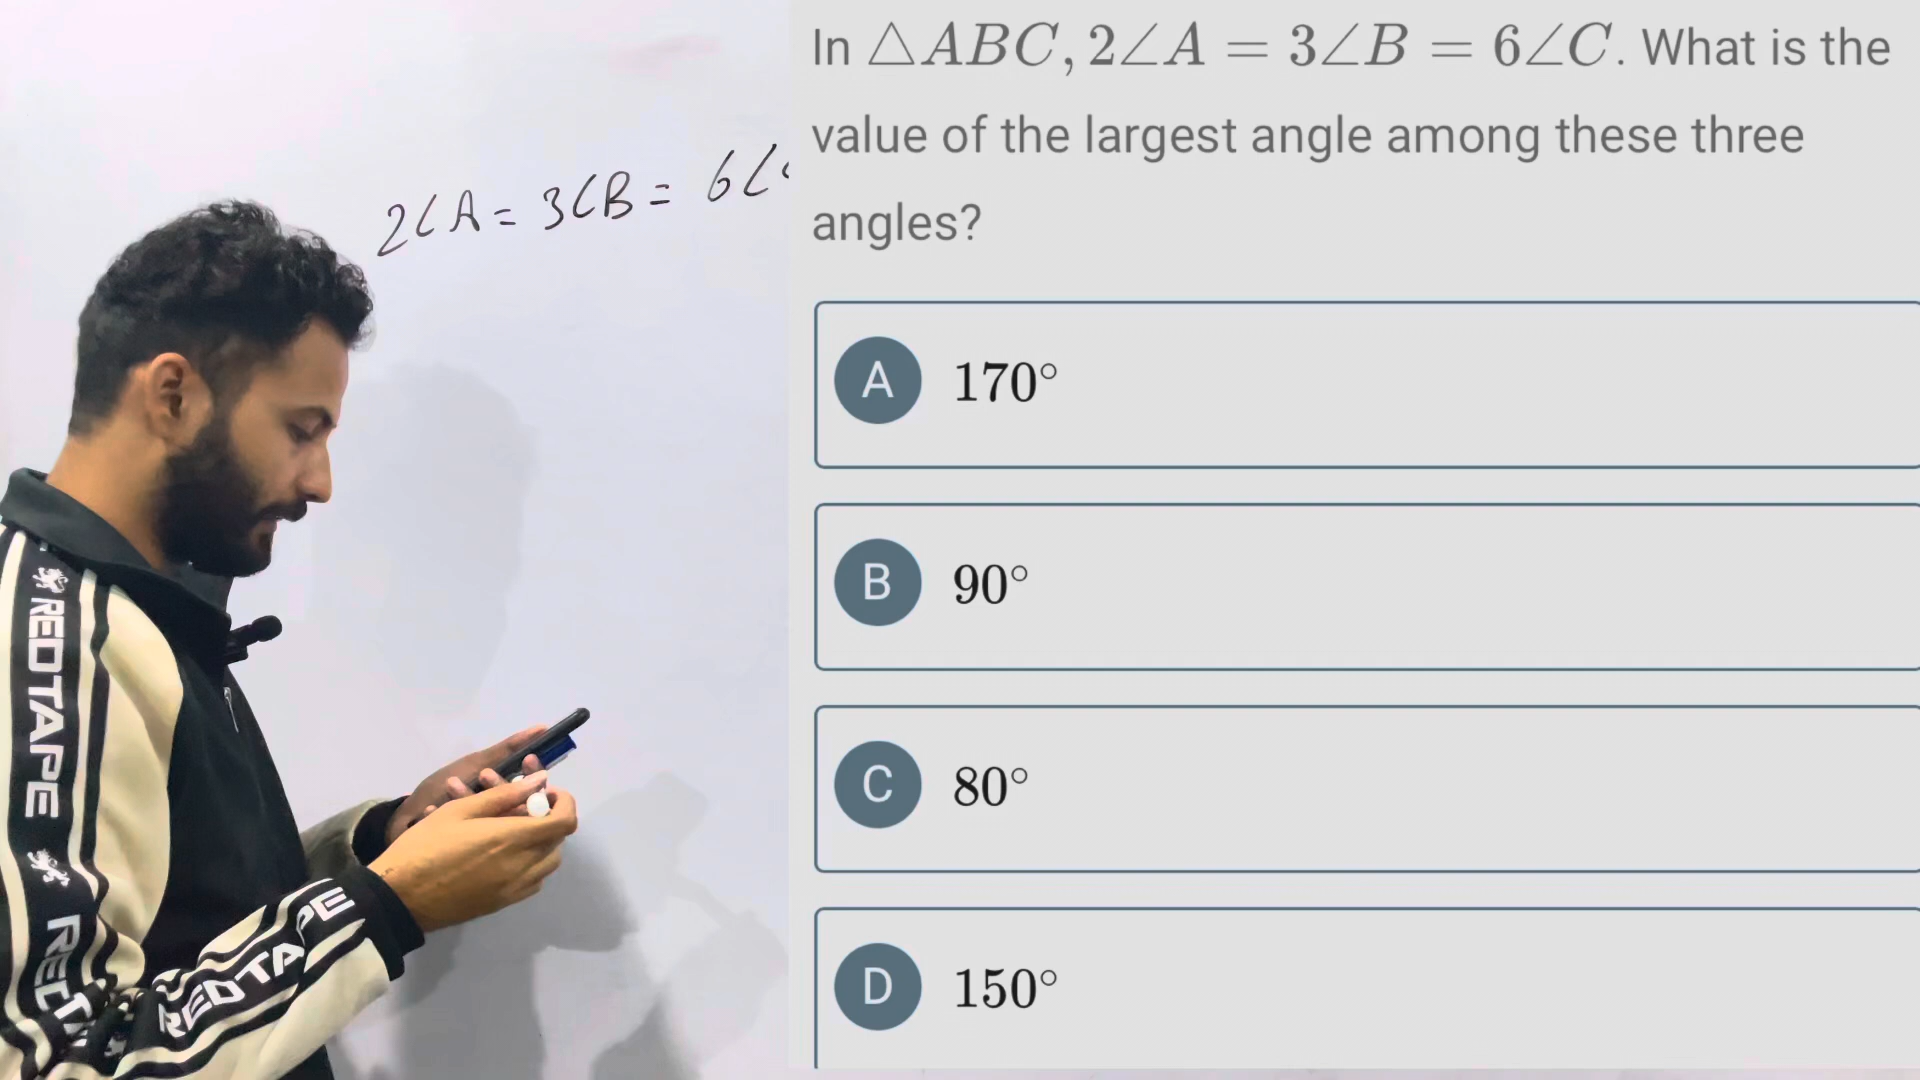 In △ABC, 2∠A = 3∠B = 6∠C. What is the
value of the largest angle among these three
angles?
A 170°
B 90°
C 80°
D 150°
2∠A = 3∠B = 6∠
REDTAPE
REDTAPE